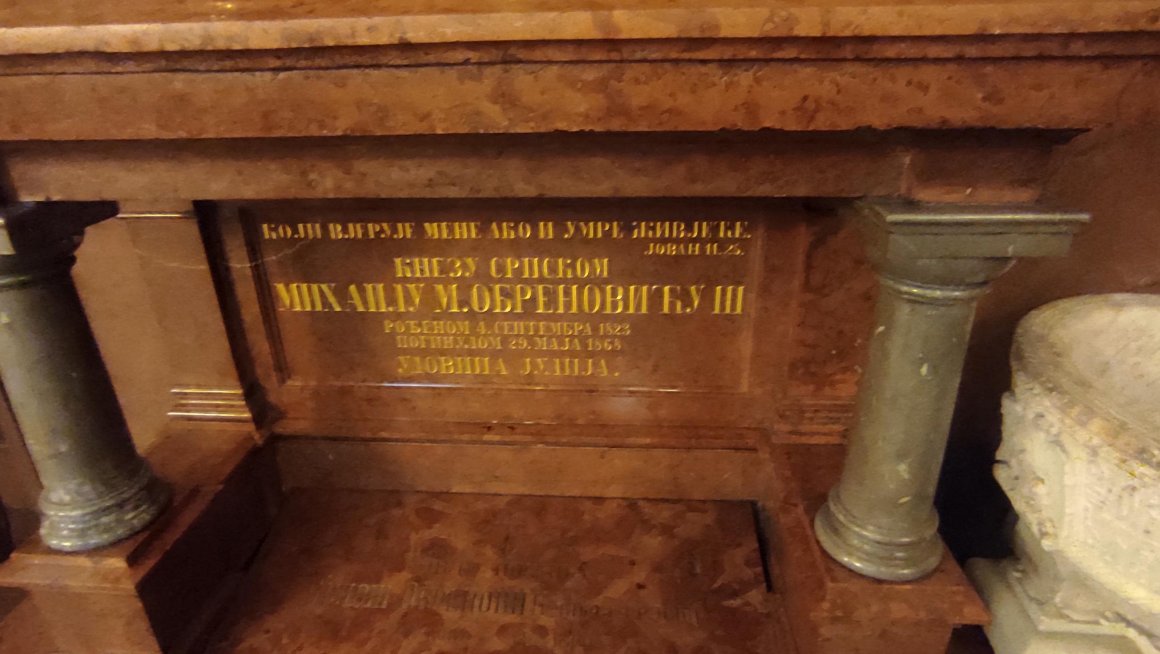 КОЈИ ВЈЕРУЈЕ МЕНЕ АКО И УМРЕ ЖИВЈЕЋЕ.
ЈОВАН 11. 25.
КНЕЗУ СРПСКОМ
МИХАИЛУ М. ОБРЕНОВИЋУ III
РОЂЕНОМ 4. СЕПТЕМБРА 1823
ПОГИНУЛОМ 29. МАЈА 1868
УДОВИЦА ЈУЛИЈА.